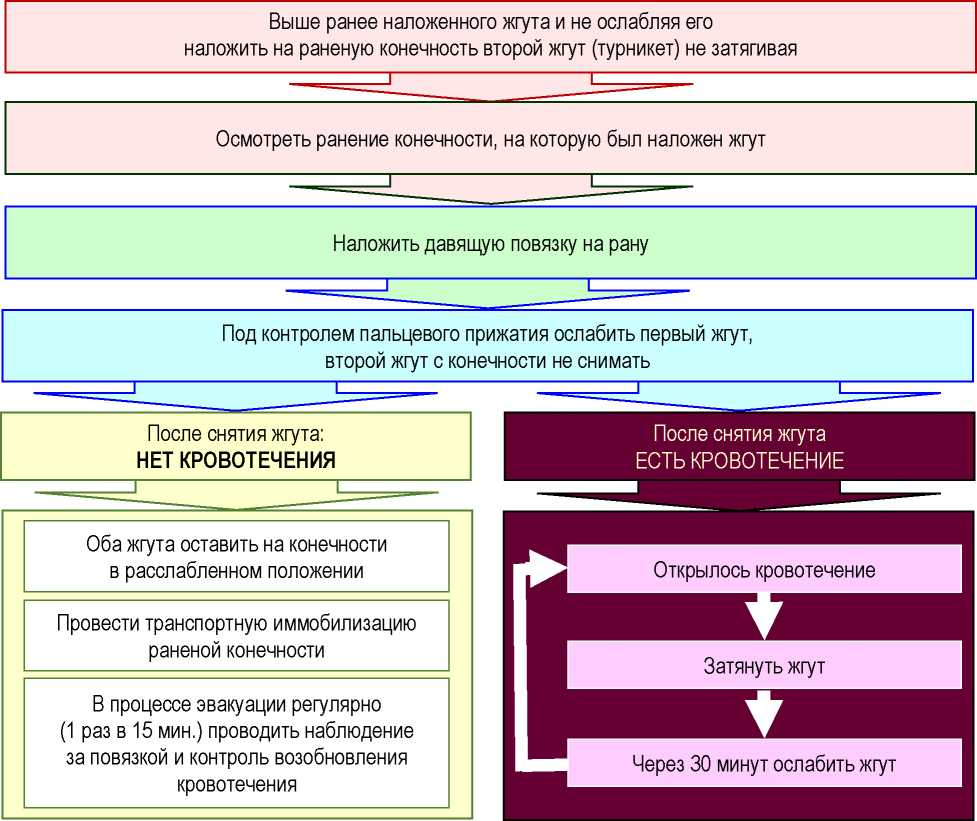 Выше ранее наложенного жгута и не ослабляя его
наложить на раненую конечность второй жгут (турникет) не затягивая
Осмотреть ранение конечности, на которую был наложен жгут
Наложить давящую повязку на рану
Под контролем пальцевого прижатия ослабить первый жгут,
второй жгут с конечности не снимать
После снятия жгута:
НЕТ КРОВОТЕЧЕНИЯ
Оба жгута оставить на конечности
в расслабленном положении
Провести транспортную иммобилизацию
раненой конечности
В процессе эвакуации регулярно
(1 раз в 15 мин.) проводить наблюдение
за повязкой и контроль возобновления
кровотечения
После снятия жгута
ЕСТЬ КРОВОТЕЧЕНИЕ
Открылось кровотечение
Затянуть жгут
Через 30 минут ослабить жгут